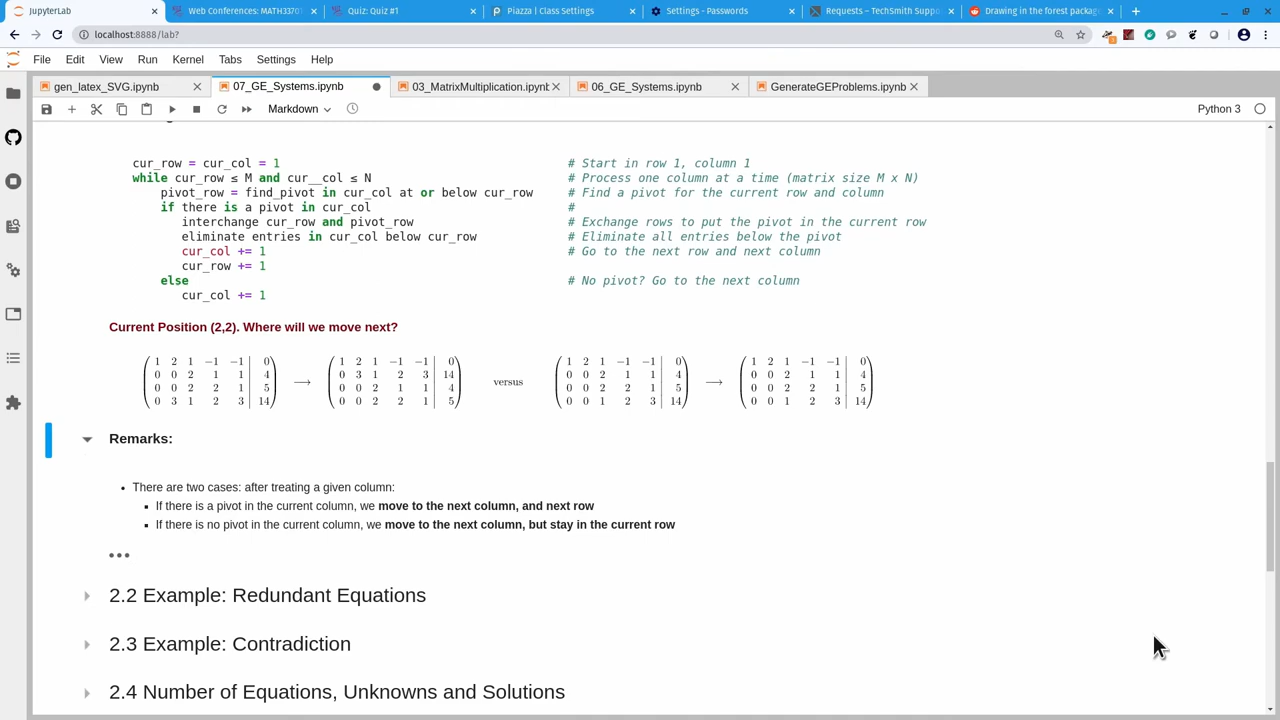 JupyterLab
Web Conferences: MATH3370
Quiz: Quiz #1
Piazza | Class Settings
Settings - Passwords
Requests – TechSmith Suppo
Drawing in the forest package
localhost:8888/lab?
File Edit View Run Kernel Tabs Settings Help
gen_latex_SVG.ipynb
07_GE_Systems.ipynb
03_MatrixMultiplication.ipynb
06_GE_Systems.ipynb
GenerateGEProblems.ipynb
Markdown
Python 3
cur_row = cur_col = 1 # Start in row 1, column 1
while cur_row ≤ M and cur__col ≤ N # Process one column at a time (matrix size M x N)
pivot_row = find_pivot in cur_col at or below cur_row # Find a pivot for the current row and column
if there is a pivot in cur_col #
interchange cur_row and pivot_row # Exchange rows to put the pivot in the current row
eliminate entries in cur_col below cur_row # Eliminate all entries below the pivot
cur_col += 1 # Go to the next row and next column
cur_row += 1
else # No pivot? Go to the next column
cur_col += 1
Current Position (2,2). Where will we move next?
1 2 1 −1 −1 | 0 1 2 1 −1 −1 | 0 1 2 1 −1 −1 | 0 1 2 1 −1 −1 | 0
0 0 2 1 1 | 4 0 3 1 2 3 | 14 0 0 2 1 1 | 4 0 0 2 1 1 | 4
0 0 2 2 1 | 5 ⟶ 0 0 2 1 1 | 4 versus 0 0 2 2 1 | 5 ⟶ 0 0 2 2 1 | 5
0 3 1 2 3 | 14 0 0 2 2 1 | 5 0 0 1 2 3 | 14 0 0 1 2 3 | 14
Remarks:
• There are two cases: after treating a given column:
▪ If there is a pivot in the current column, we move to the next column, and next row
▪ If there is no pivot in the current column, we move to the next column, but stay in the current row
•••
2.2 Example: Redundant Equations
2.3 Example: Contradiction
2.4 Number of Equations, Unknowns and Solutions